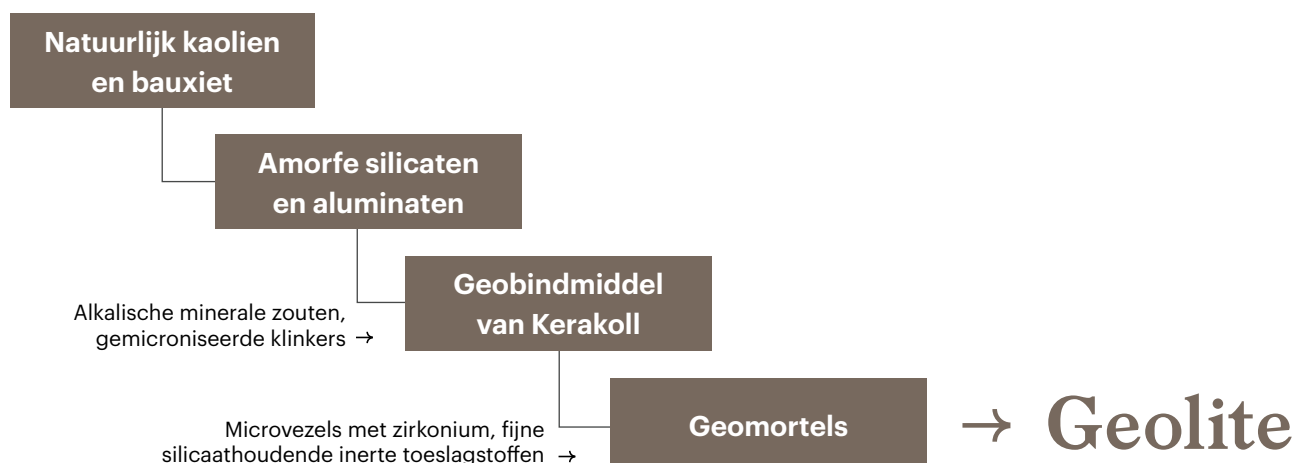 Natuurlijk kaolien
en bauxiet
Amorfe silicaten
en aluminaten
Geobindmiddel
van Kerakoll
Alkalische minerale zouten,
gemicroniseerde klinkers →
Geomortels
→ Geolite
Microvezels met zirkonium, fijne
silicaathoudende inerte toeslagstoffen →